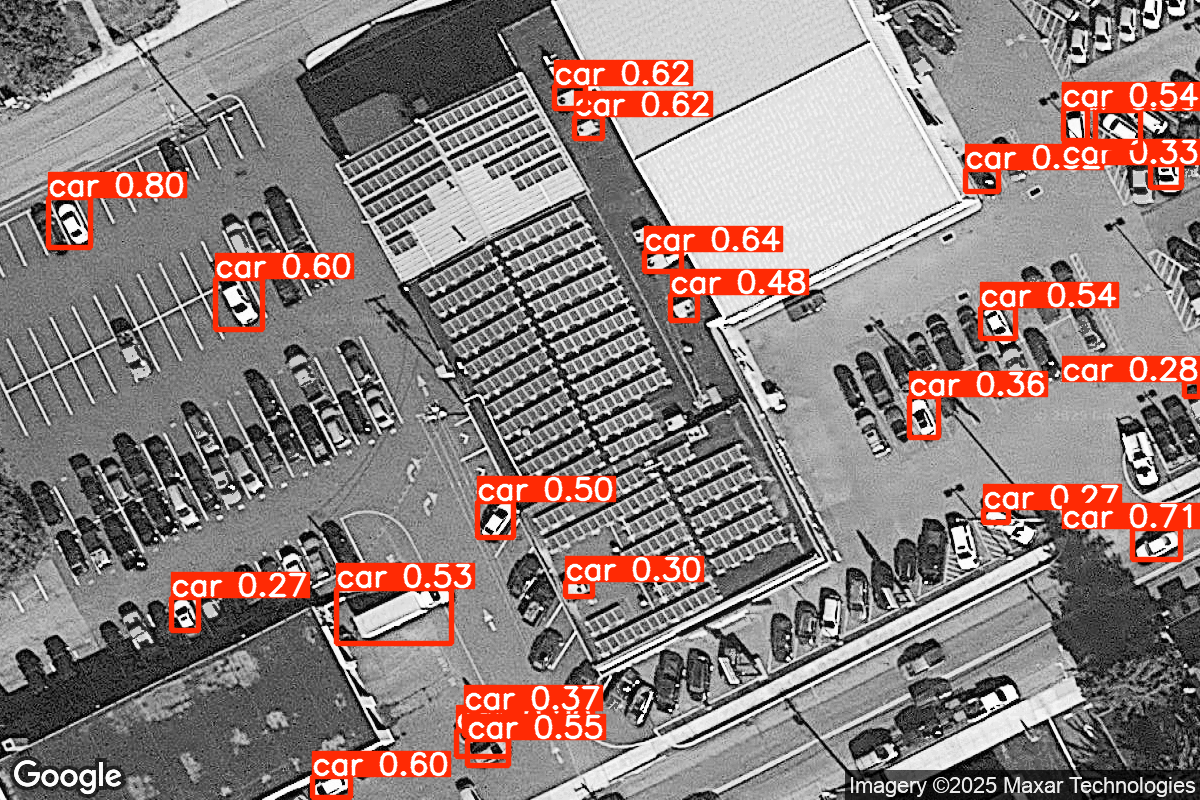 car 0.62
car 0.62
car 0.54
car 0.33
car 0.80
car 0.64
car 0.60
car 0.48
car 0.54
car 0.28
car 0.36
car 0.50
car 0.27
car 0.71
car 0.30
car 0.53
car 0.27
car 0.37
car 0.55
car 0.60
Google
Imagery ©2025 Maxar Technologies